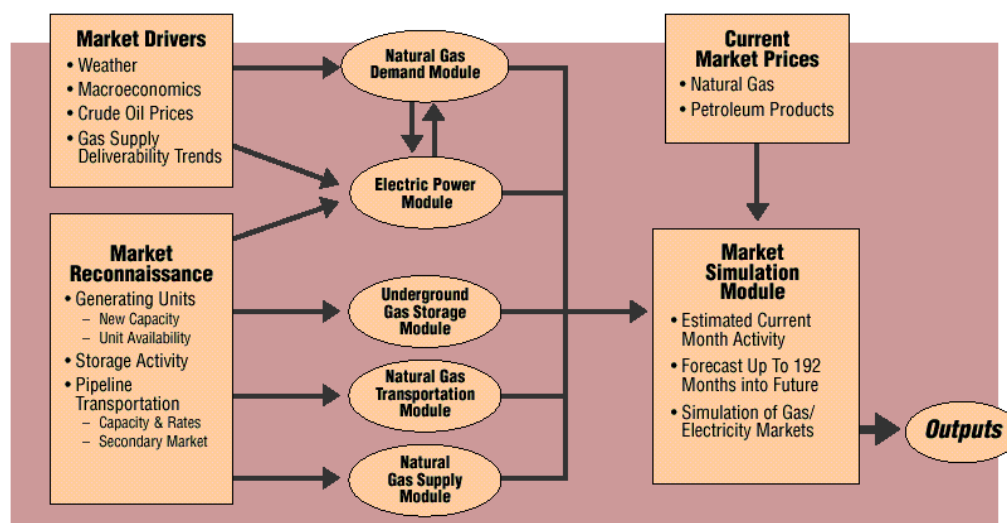 Market Drivers
• Weather
• Macroeconomics
• Crude Oil Prices
• Gas Supply
Deliverability Trends
Market
Reconnaissance
• Generating Units
– New Capacity
– Unit Availability
• Storage Activity
• Pipeline
Transportation
– Capacity & Rates
– Secondary Market
Natural Gas
Demand Module
Electric Power
Module
Underground
Gas Storage
Module
Natural Gas
Transportation
Module
Natural
Gas Supply
Module
Current
Market Prices
• Natural Gas
• Petroleum Products
Market
Simulation
Module
• Estimated Current
Month Activity
• Forecast Up To 192
Months into Future
• Simulation of Gas/
Electricity Markets
Outputs